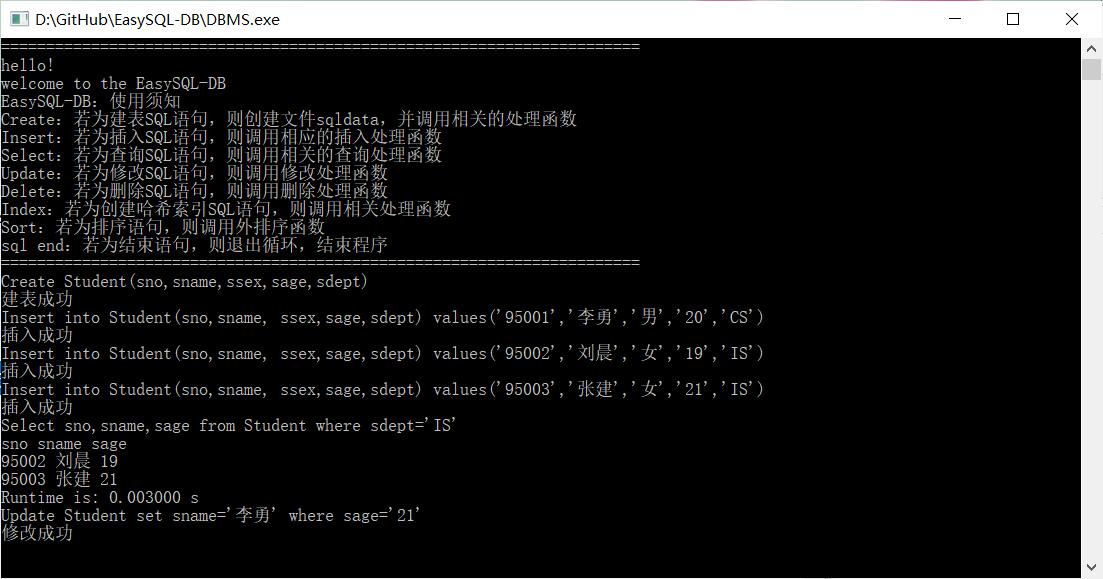 D:\GitHub\EasySQL-DB\DBMS.exe
=======================================================================
hello!
welcome to the EasySQL-DB
EasySQL-DB: 使用须知
Create: 若为建表SQL语句，则创建文件sqldata，并调用相关的处理函数
Insert: 若为插入SQL语句，则调用相应的插入处理函数
Select: 若为查询SQL语句，则调用相关的查询处理函数
Update: 若为修改SQL语句，则调用修改处理函数
Delete: 若为删除SQL语句，则调用删除处理函数
Index: 若为创建哈希索引SQL语句，则调用相关处理函数
Sort: 若为排序语句，则调用外排序函数
sql end: 若为结束语句，则退出循环，结束程序
=======================================================================
Create Student(sno,sname,ssex,sage,sdept)
建表成功
Insert into Student(sno,sname, ssex,sage,sdept) values('95001','李勇','男','20','CS')
插入成功
Insert into Student(sno,sname, ssex,sage,sdept) values('95002','刘晨','女','19','IS')
插入成功
Insert into Student(sno,sname, ssex,sage,sdept) values('95003','张建','女','21','IS')
插入成功
Select sno,sname,sage from Student where sdept='IS'
sno sname sage
95002 刘晨 19
95003 张建 21
Runtime is: 0.003000 s
Update Student set sname='李勇' where sage='21'
修改成功